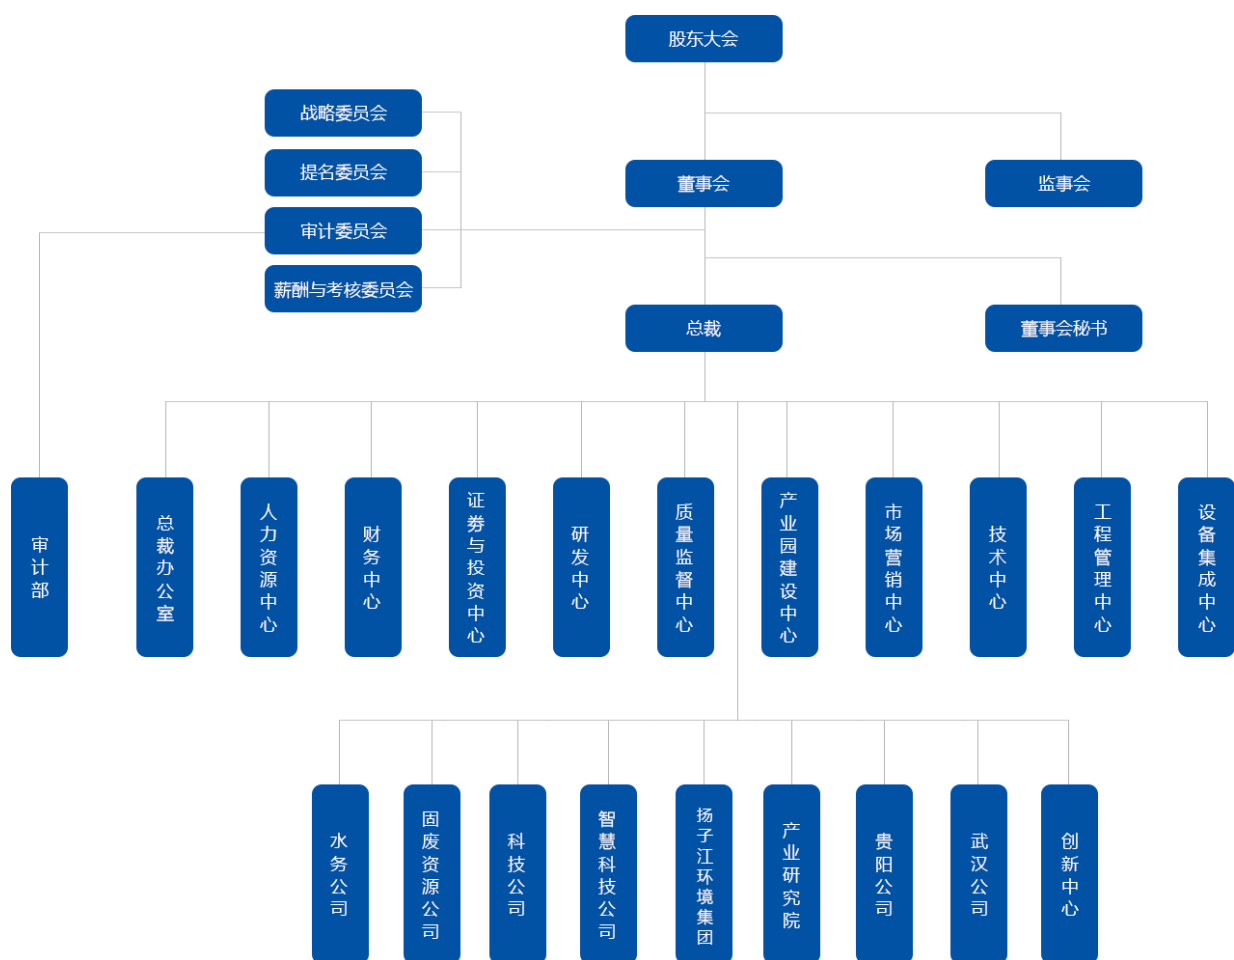 股东大会
战略委员会
提名委员会
董事会
监事会
审计委员会
薪酬与考核委员会
总裁
董事会秘书
审计部
总裁办公室
人力资源中心
财务中心
证券与投资中心
研发中心
质量监督中心
产业园建设中心
市场营销中心
技术中心
工程管理中心
设备集成中心
水务公司
固废资源公司
科技公司
智慧科技公司
扬子江环境集团
产业研究院
贵阳公司
武汉公司
创新中心